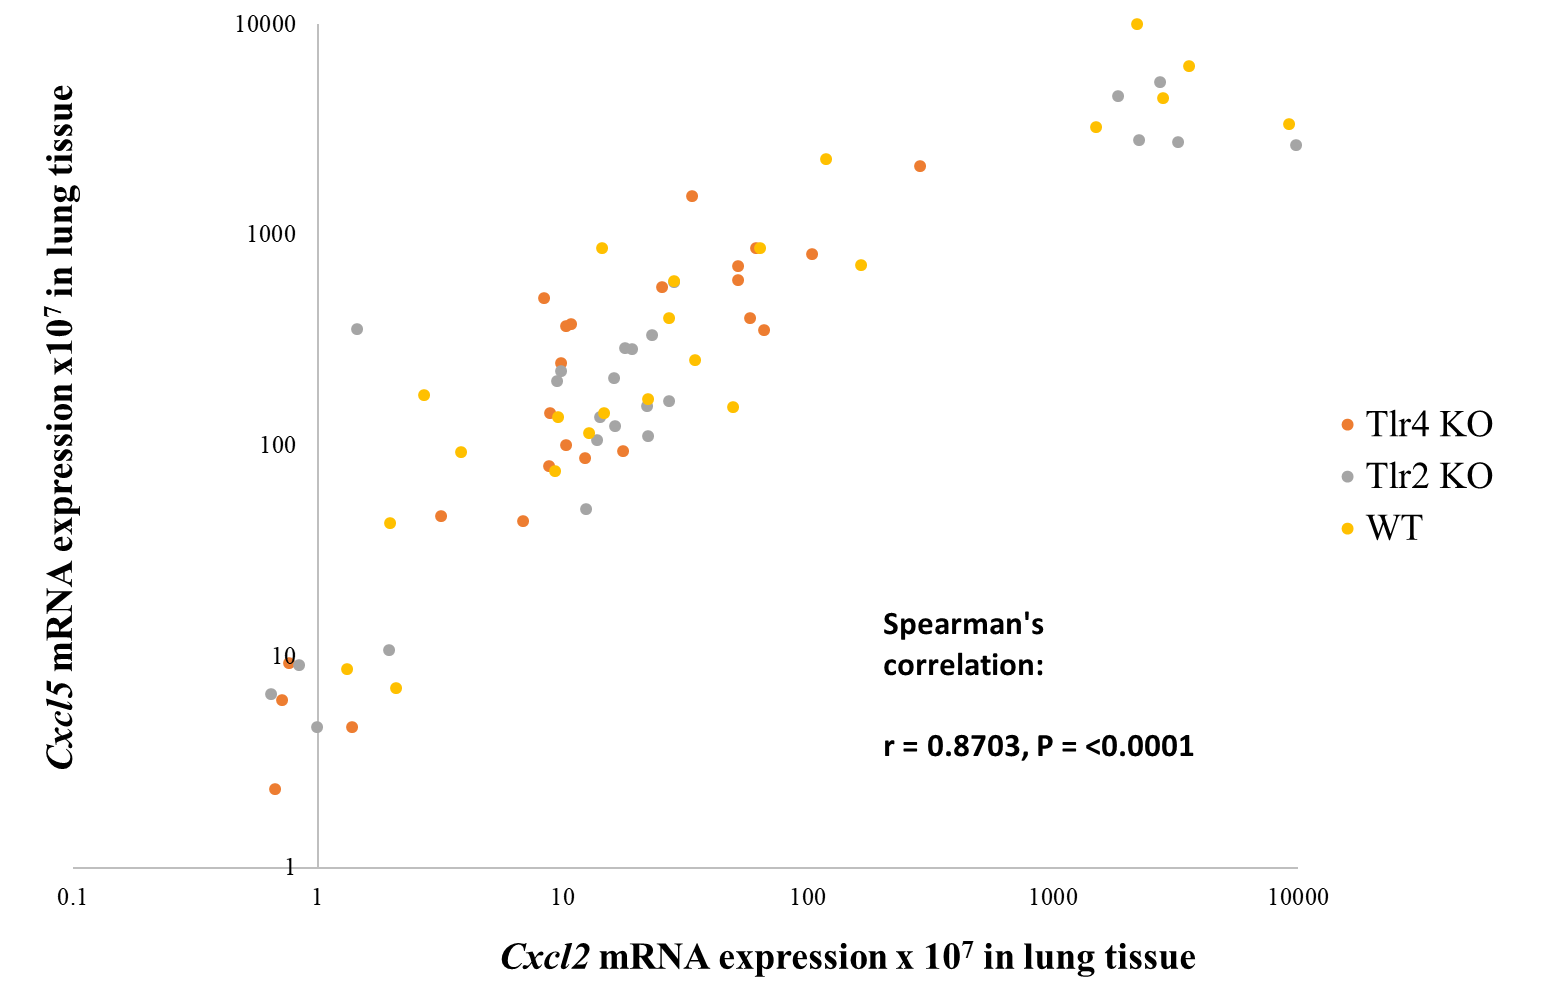 10000
1000
100
10
1
0.1 1 10 100 1000 10000
Cxcl5 mRNA expression x10⁷ in lung tissue
Cxcl2 mRNA expression x 10⁷ in lung tissue
Tlr4 KO
Tlr2 KO
WT
Spearman's
correlation:
r = 0.8703, P = <0.0001